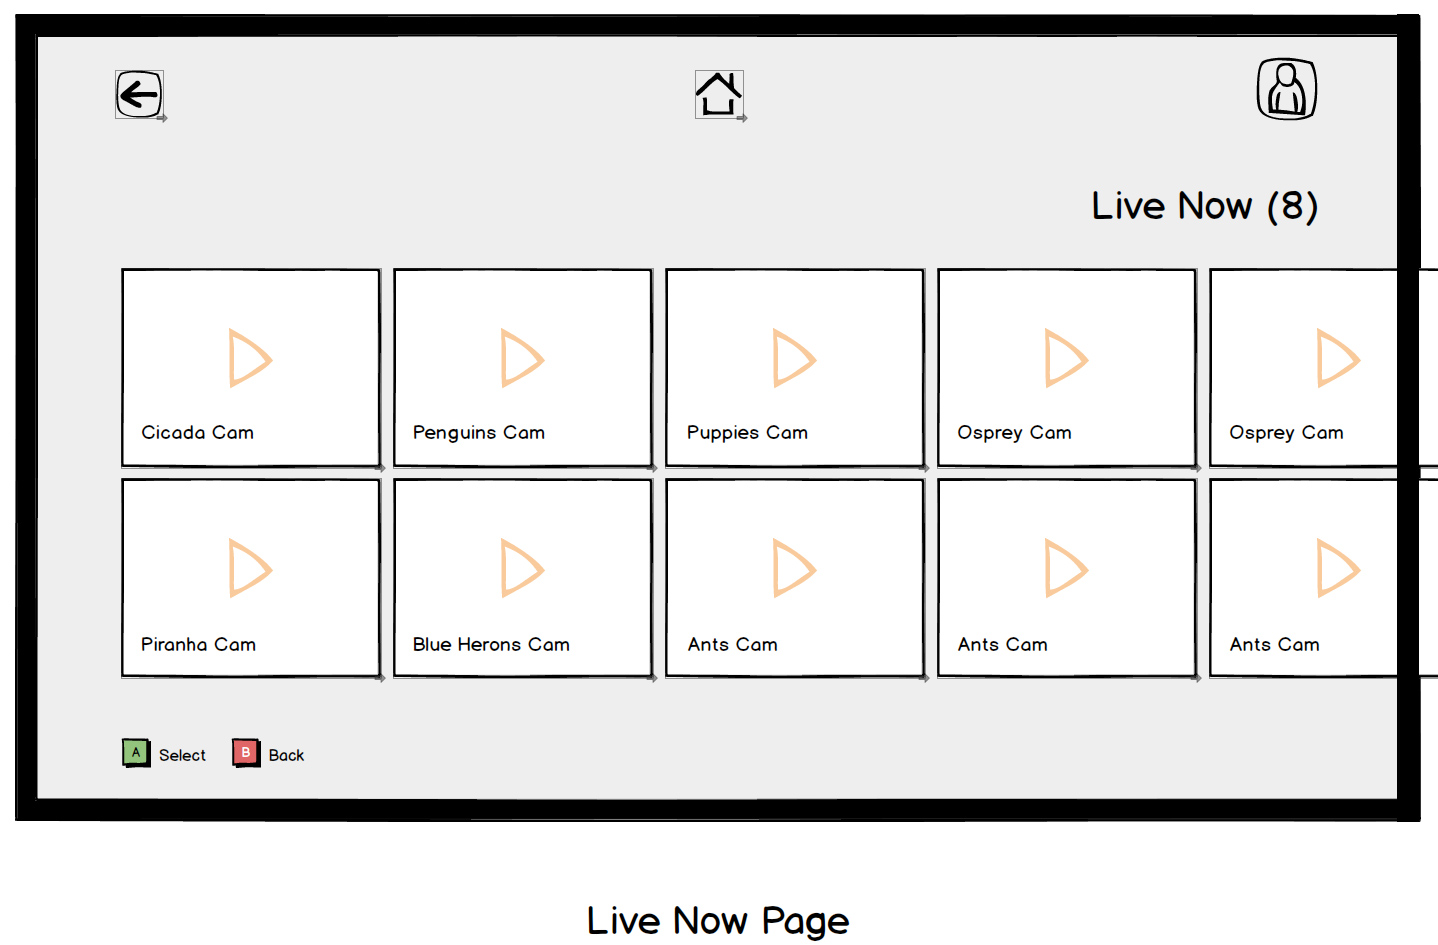 Live Now (8)
Cicada Cam
Penguins Cam
Puppies Cam
Osprey Cam
Osprey Cam
Piranha Cam
Blue Herons Cam
Ants Cam
Ants Cam
Ants Cam
A Select B Back
Live Now Page